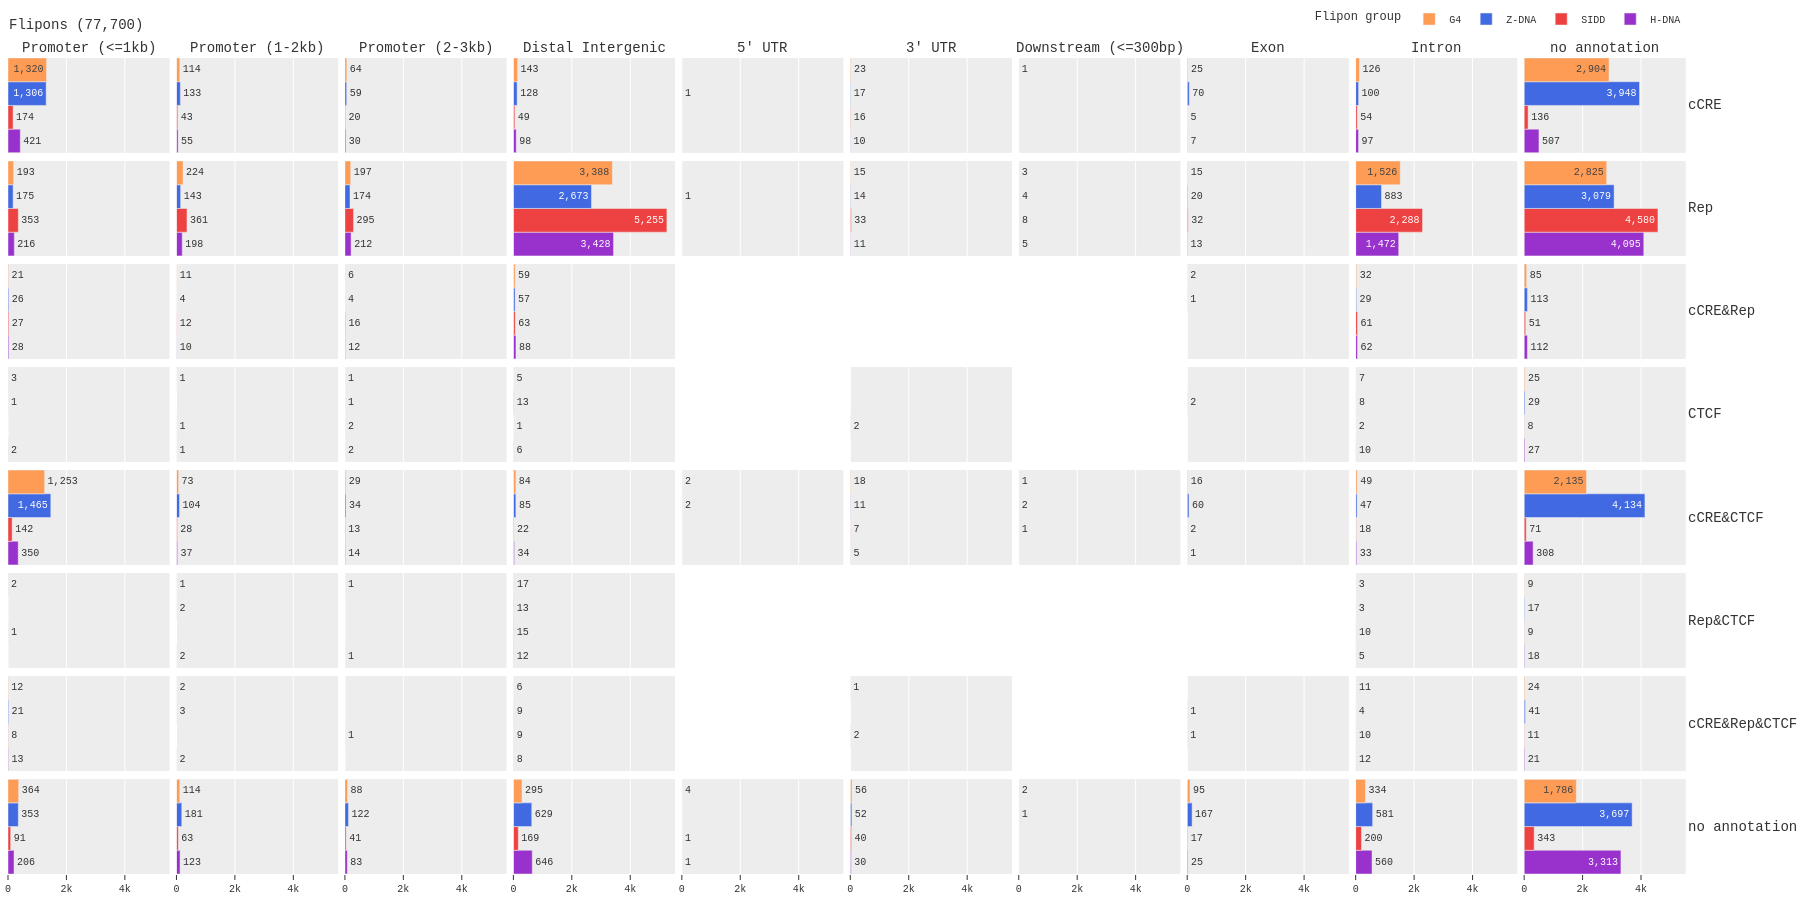 Flipons (77,700)
Flipon group G4 Z-DNA SIDD H-DNA
Promoter (<=1kb) Promoter (1-2kb) Promoter (2-3kb) Distal Intergenic 5' UTR 3' UTR Downstream (<=300bp) Exon Intron no annotation
1,320 114 64 143 23 1 25 126 2,904
1,306 133 59 128 1 17 70 100 3,948
cCRE
174 43 20 49 16 5 54 136
421 55 30 98 10 7 97 507
193 224 197 3,388 15 3 15 1,526 2,825
175 143 174 2,673 1 14 4 20 883 3,079
Rep
353 361 295 5,255 33 8 32 2,288 4,580
216 198 212 3,428 11 5 13 1,472 4,095
21 11 6 59 2 32 85
26 4 4 57 1 29 113
cCRE&Rep
27 12 16 63 61 51
28 10 12 88 62 112
3 1 1 5 7 25
1 1 13 2 8 29
CTCF
1 2 1 2 2 8
2 1 2 6 10 27
1,253 73 29 84 2 18 1 16 49 2,135
1,465 104 34 85 2 11 2 60 47 4,134
cCRE&CTCF
142 28 13 22 7 1 2 18 71
350 37 14 34 5 1 33 308
2 1 1 17 3 9
2 13 3 17
Rep&CTCF
1 15 10 9
2 1 12 5 18
12 2 6 1 11 24
21 3 9 1 4 41
cCRE&Rep&CTCF
8 1 9 2 1 10 11
13 2 8 12 21
364 114 88 295 4 56 2 95 334 1,786
353 181 122 629 52 1 167 581 3,697
no annotation
91 63 41 169 1 40 17 200 343
206 123 83 646 1 30 25 560 3,313
0 2k 4k 0 2k 4k 0 2k 4k 0 2k 4k 0 2k 4k 0 2k 4k 0 2k 4k 0 2k 4k 0 2k 4k 0 2k 4k